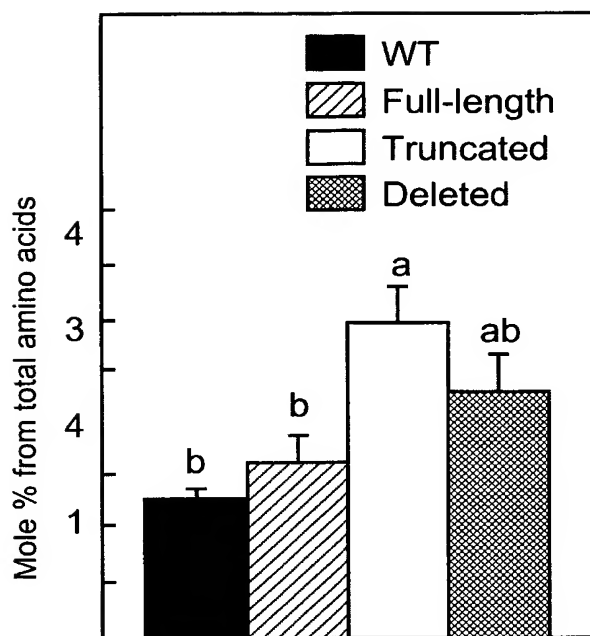 WT
Full-length
Truncated
Deleted
Mole % from total amino acids
4
3
4
1
b
b
a
ab